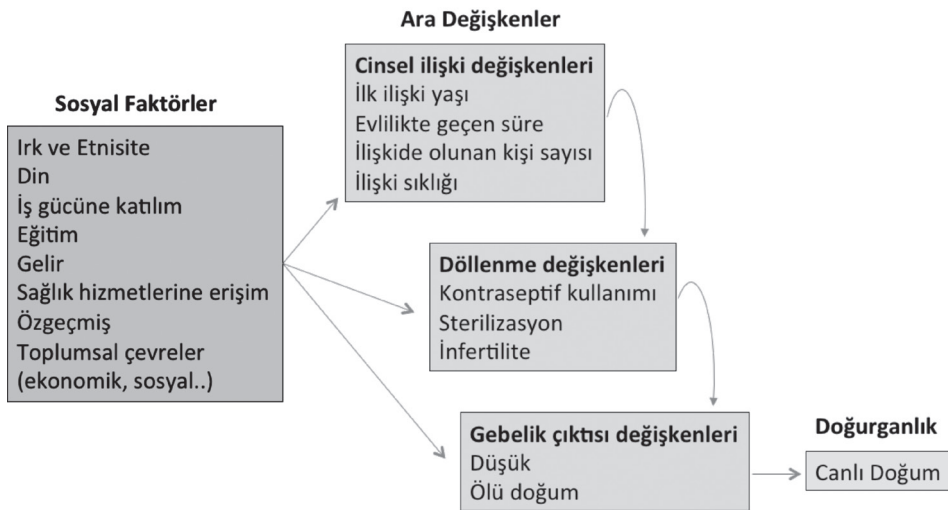 Ara Değişkenler
Sosyal Faktörler
Irk ve Etnisite
Din
İş gücüne katılım
Eğitim
Gelir
Sağlık hizmetlerine erişim
Özgeçmiş
Toplumsal çevreler
(ekonomik, sosyal..)
Cinsel ilişki değişkenleri
İlk ilişki yaşı
Evlilikte geçen süre
İlişkide olunan kişi sayısı
İlişki sıklığı
Döllenme değişkenleri
Kontraseptif kullanımı
Sterilizasyon
İnfertilite
Gebelik çıktısı değişkenleri
Düşük
Ölü doğum
Doğurganlık
Canlı Doğum